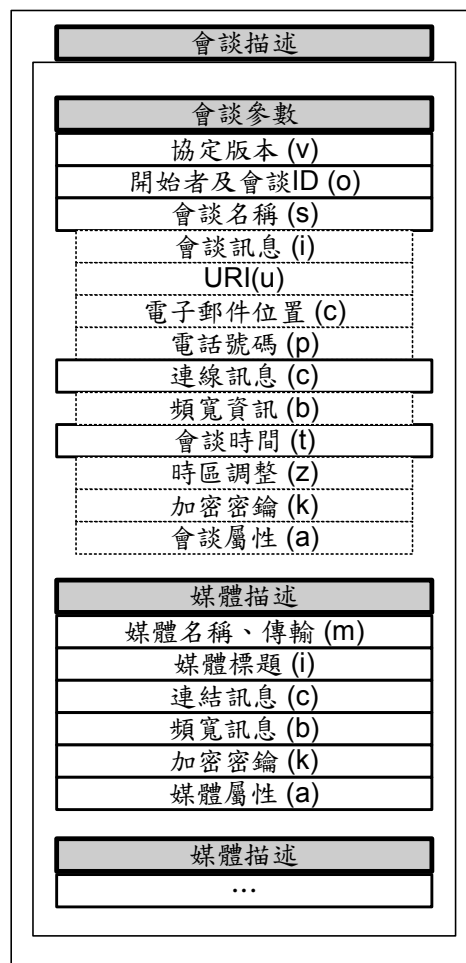 會談描述
會談參數
協定版本 (v)
開始者及會談ID (o)
會談名稱 (s)
會談訊息 (i)
URI(u)
電子郵件位置 (c)
電話號碼 (p)
連線訊息 (c)
頻寬資訊 (b)
會談時間 (t)
時區調整 (z)
加密密鑰 (k)
會談屬性 (a)
媒體描述
媒體名稱、傳輸 (m)
媒體標題 (i)
連結訊息 (c)
頻寬訊息 (b)
加密密鑰 (k)
媒體屬性 (a)
媒體描述
…